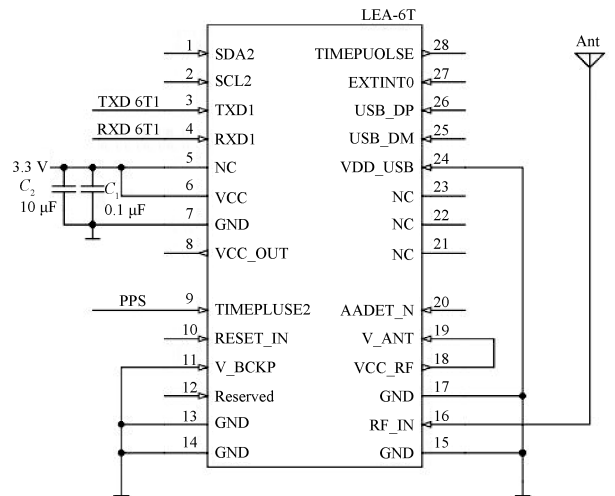 LEA-6T
Ant
1 SDA2 TIMEPUOLSE 28
2 SCL2 EXTINT0 27
TXD 6T1 3 TXD1 USB_DP 26
RXD 6T1 4 RXD1 USB_DM 25
3.3 V 5 NC VDD_USB 24
C2 C1 6 VCC NC 23
10 μF 0.1 μF 7 GND NC 22
8 VCC_OUT NC 21
PPS 9 TIMEPLUSE2 AADET_N 20
10 RESET_IN V_ANT 19
11 V_BCKP VCC_RF 18
12 Reserved GND 17
13 GND RF_IN 16
14 GND GND 15